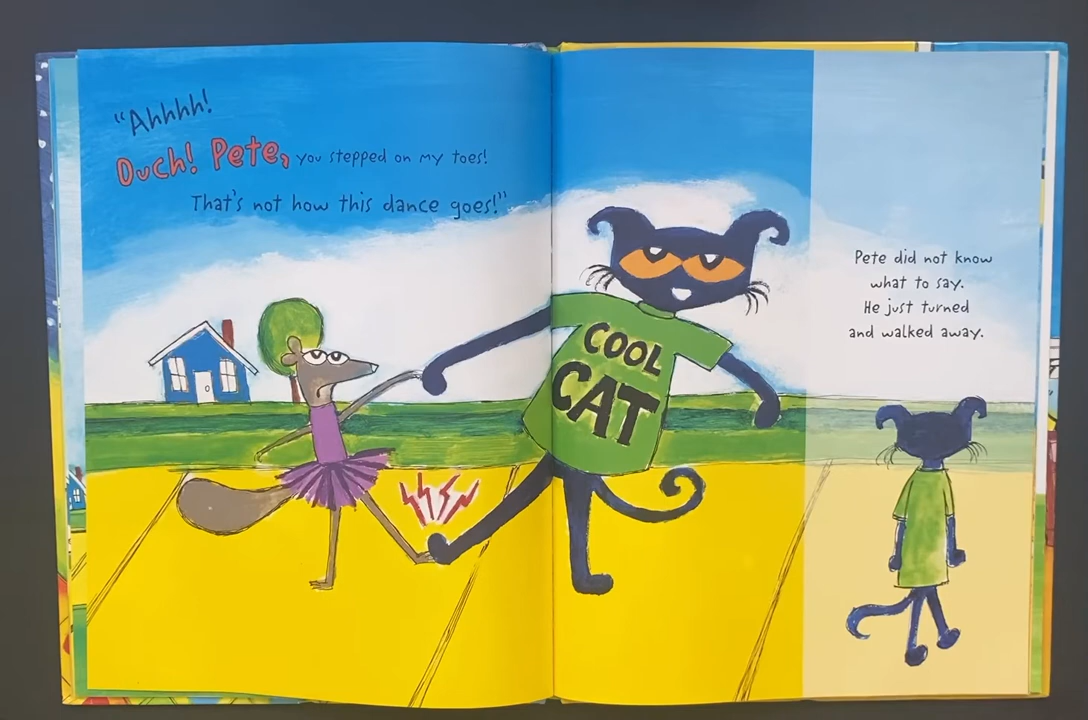 "Ahhhh!
Ouch! Pete, you stepped on my toes!
That's not how this dance goes!"
COOL
CAT
Pete did not know
what to say.
He just turned
and walked away.